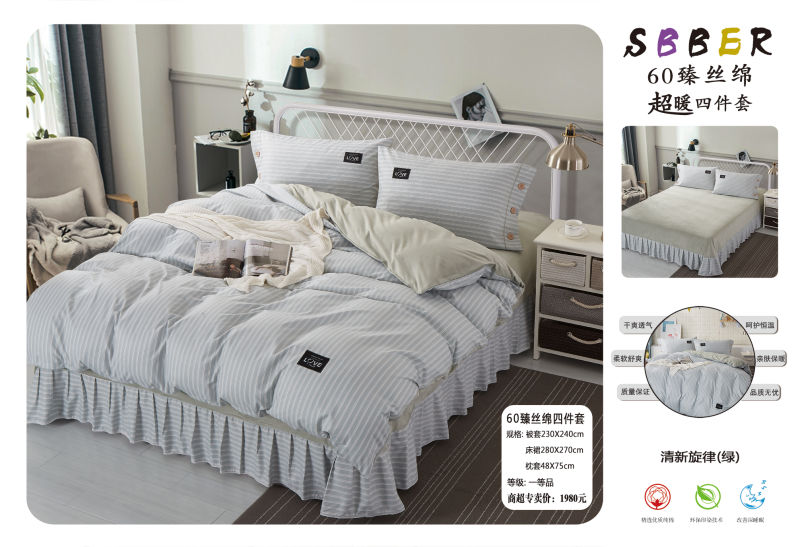 SBBER
60臻丝绵
超暖四件套
LOVE
LOVE
LOVE
60臻丝绵四件套
规格: 被套230X240cm
床裙280X270cm
枕套48X75cm
等级: 一等品
商超专卖价: 1980元
干爽透气
呵护恒温
柔软舒爽
亲肤保暖
质量保证
品质无忧
清新旋律(绿)
精选优质纯棉
环保印染技术
改善深睡眠